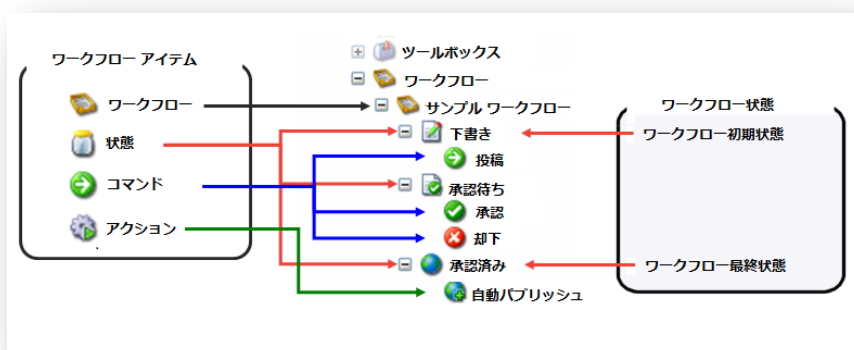 ワークフロー アイテム
ワークフロー
状態
コマンド
アクション
ツールボックス
ワークフロー
サンプル ワークフロー
下書き
投稿
承認待ち
承認
却下
承認済み
自動パブリッシュ
ワークフロー状態
ワークフロー初期状態
ワークフロー最終状態